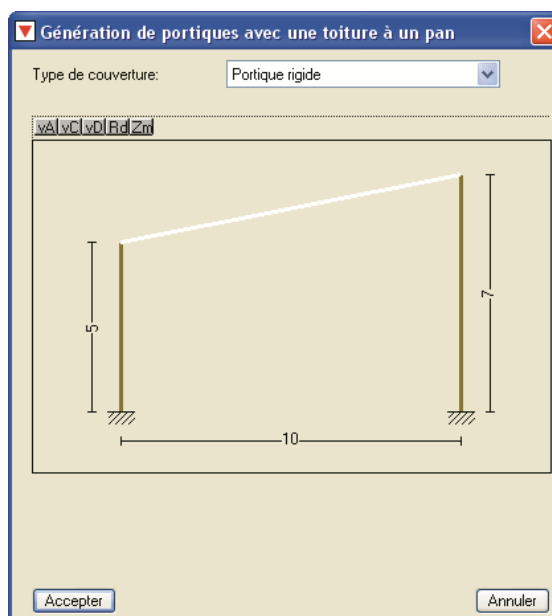 Génération de portiques avec une toiture à un pan
Type de couverture: Portique rigide
vA vC vD Rd Zm
5
7
10
Accepter Annuler